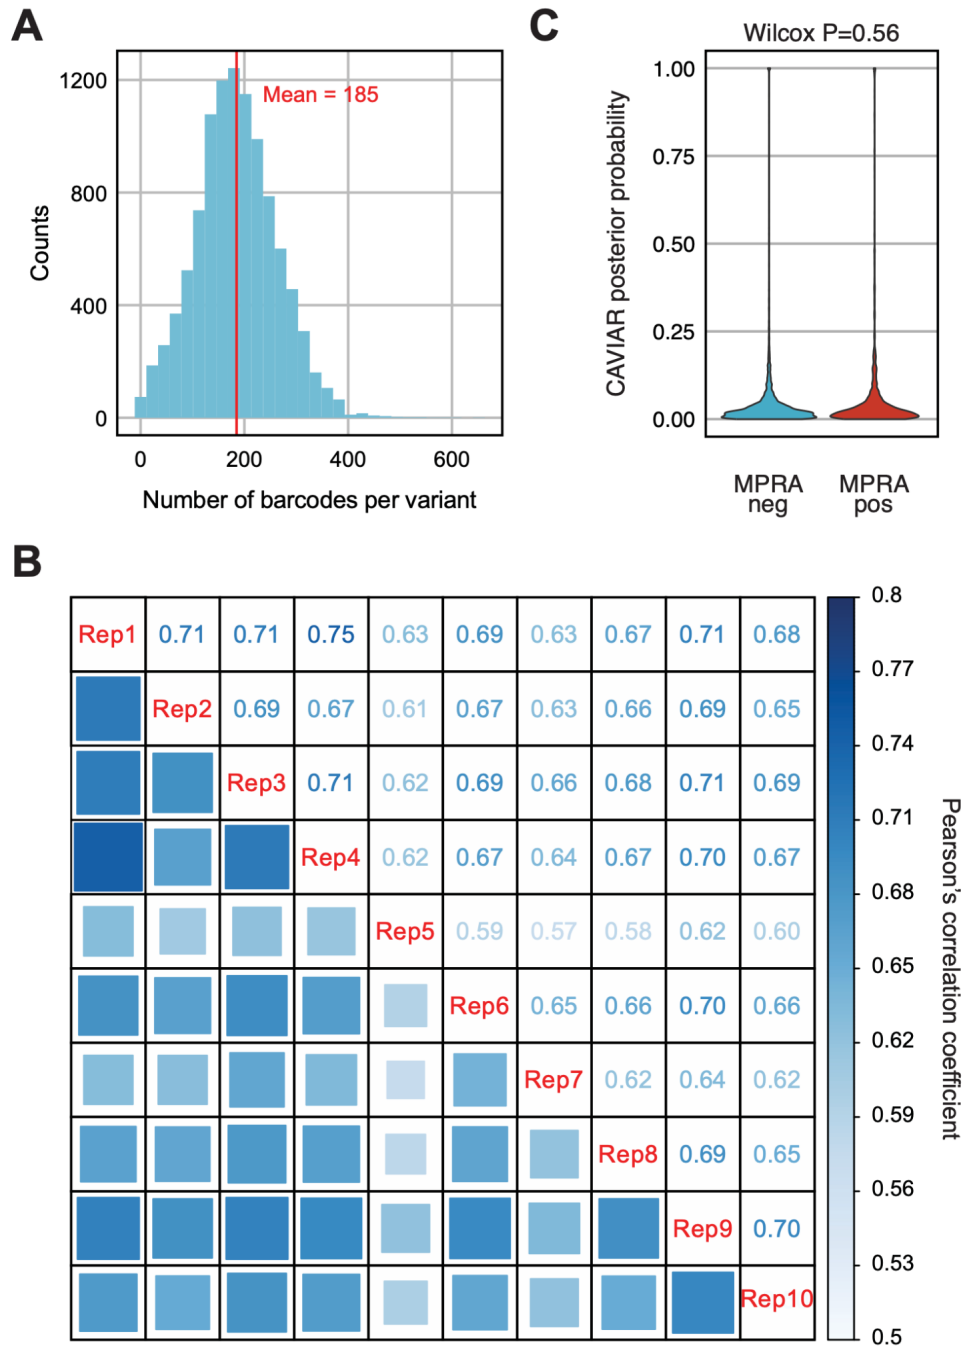 A
1200
800
400
0
Counts
Mean = 185
0 200 400 600
Number of barcodes per variant
C
Wilcox P=0.56
1.00
0.75
0.50
0.25
0.00
CAVIAR posterior probability
MPRA neg
MPRA pos
B
Rep1 0.71 0.71 0.75 0.63 0.69 0.63 0.67 0.71 0.68
Rep2 0.69 0.67 0.61 0.67 0.63 0.66 0.69 0.65
Rep3 0.71 0.62 0.69 0.66 0.68 0.71 0.69
Rep4 0.62 0.67 0.64 0.67 0.70 0.67
Rep5 0.59 0.57 0.58 0.62 0.60
Rep6 0.65 0.66 0.70 0.66
Rep7 0.62 0.64 0.62
Rep8 0.69 0.65
Rep9 0.70
Rep10
0.8
0.77
0.74
0.71
0.68
0.65
0.62
0.59
0.56
0.53
0.5
Pearson's correlation coefficient